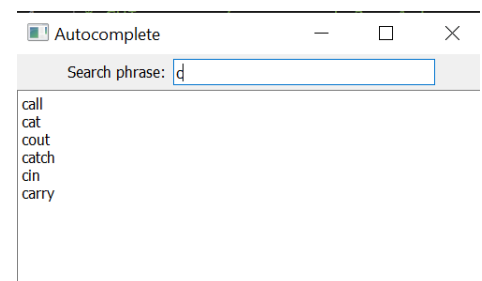 Autocomplete
Search phrase: c
call
cat
cout
catch
cin
carry